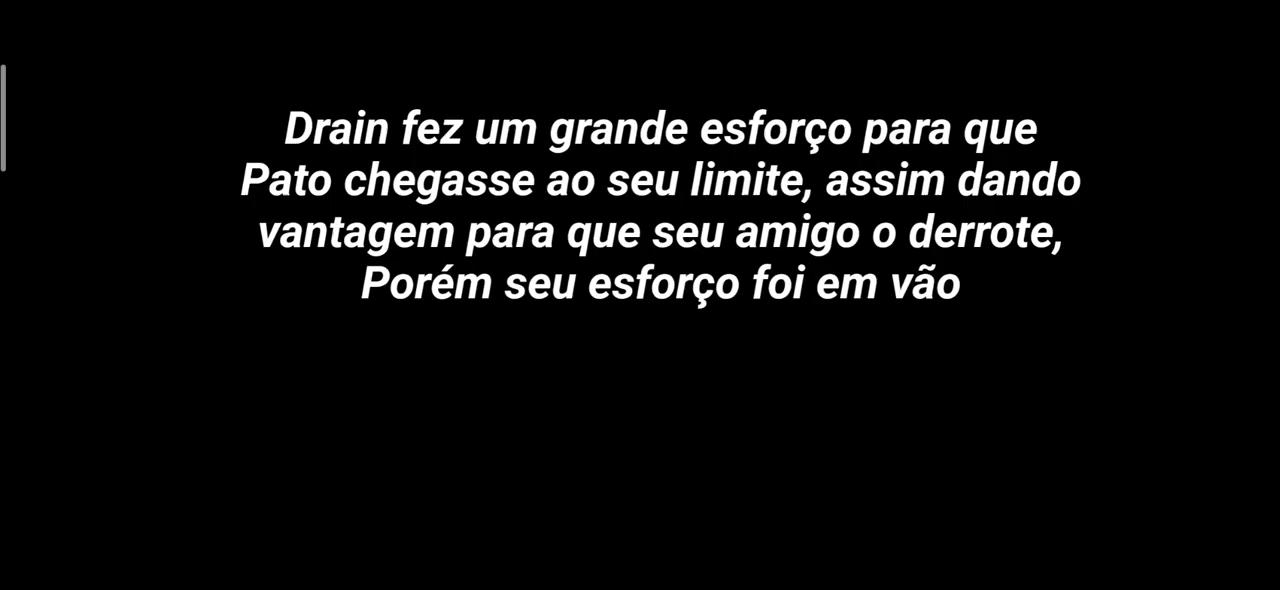 Drain fez um grande esforço para que
Pato chegasse ao seu limite, assim dando
vantagem para que seu amigo o derrote,
Porém seu esforço foi em vão